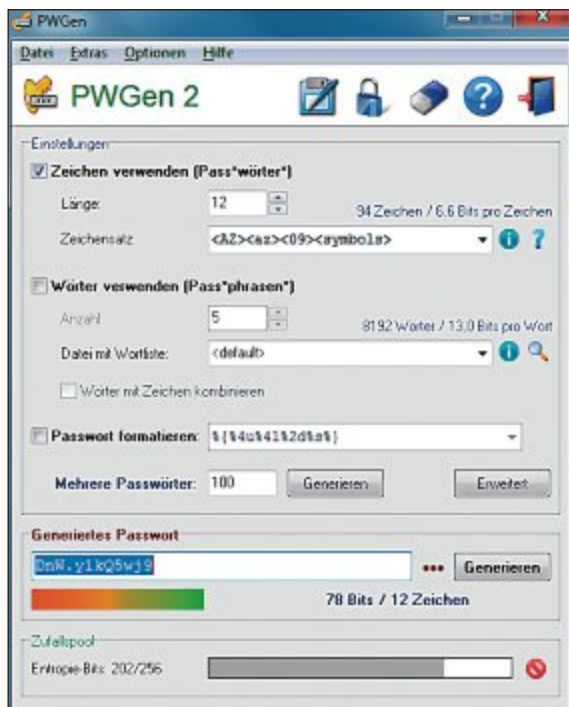 PWGen
Datei Extras Optionen Hilfe
PWGen 2
Einstellungen
Zeichen verwenden (Pass*wörter*)
Länge: 12
94 Zeichen / 6.6 Bits pro Zeichen
Zeichensatz <AZ><az><09><symbols>
Wörter verwenden (Pass*phrasen*)
Anzahl 5
8192 Wörter / 13,0 Bits pro Wort
Datei mit Wortliste: <default>
Wörter mit Zeichen kombinieren
Passwort formatieren: %{%4u%4l%2d%s%}
Mehrere Passwörter: 100 Generieren Erweitert
Generiertes Passwort
••• Generieren
78 Bits / 12 Zeichen
Zufallspool
Entropie-Bits: 202/256